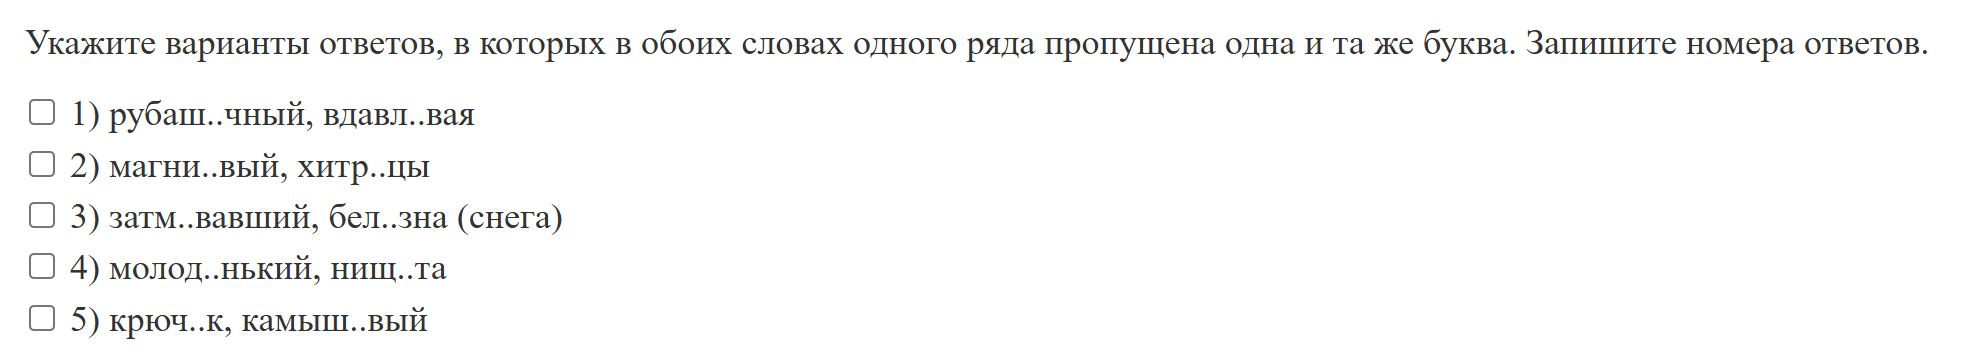 Укажите варианты ответов, в которых в обоих словах одного ряда пропущена одна и та же буква. Запишите номера ответов.
1) рубаш..чный, вдавл..вая
2) магни..вый, хитр..цы
3) затм..вавший, бел..зна (снега)
4) молод..нький, нищ..та
5) крюч..к, камыш..вый